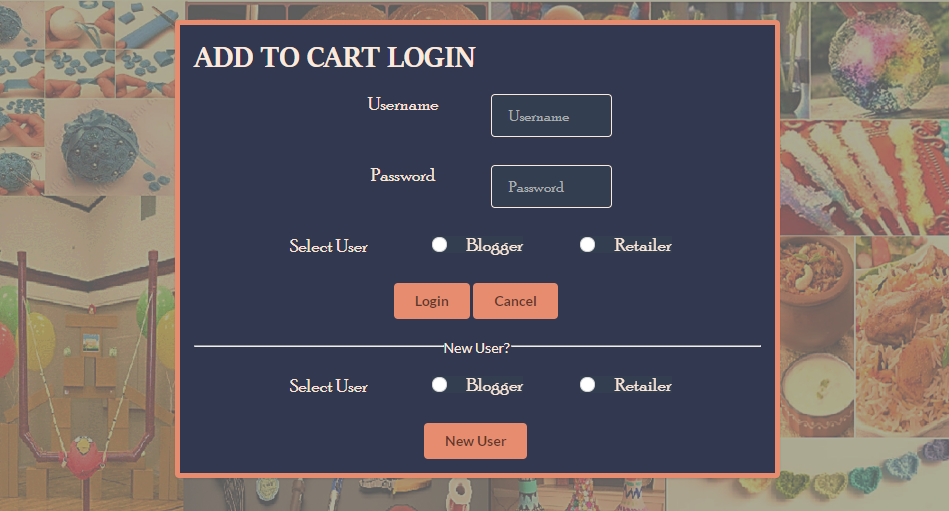 ADD TO CART LOGIN
Username Username
Password Password
Select User Blogger Retailer
Login Cancel
New User?
Select User Blogger Retailer
New User